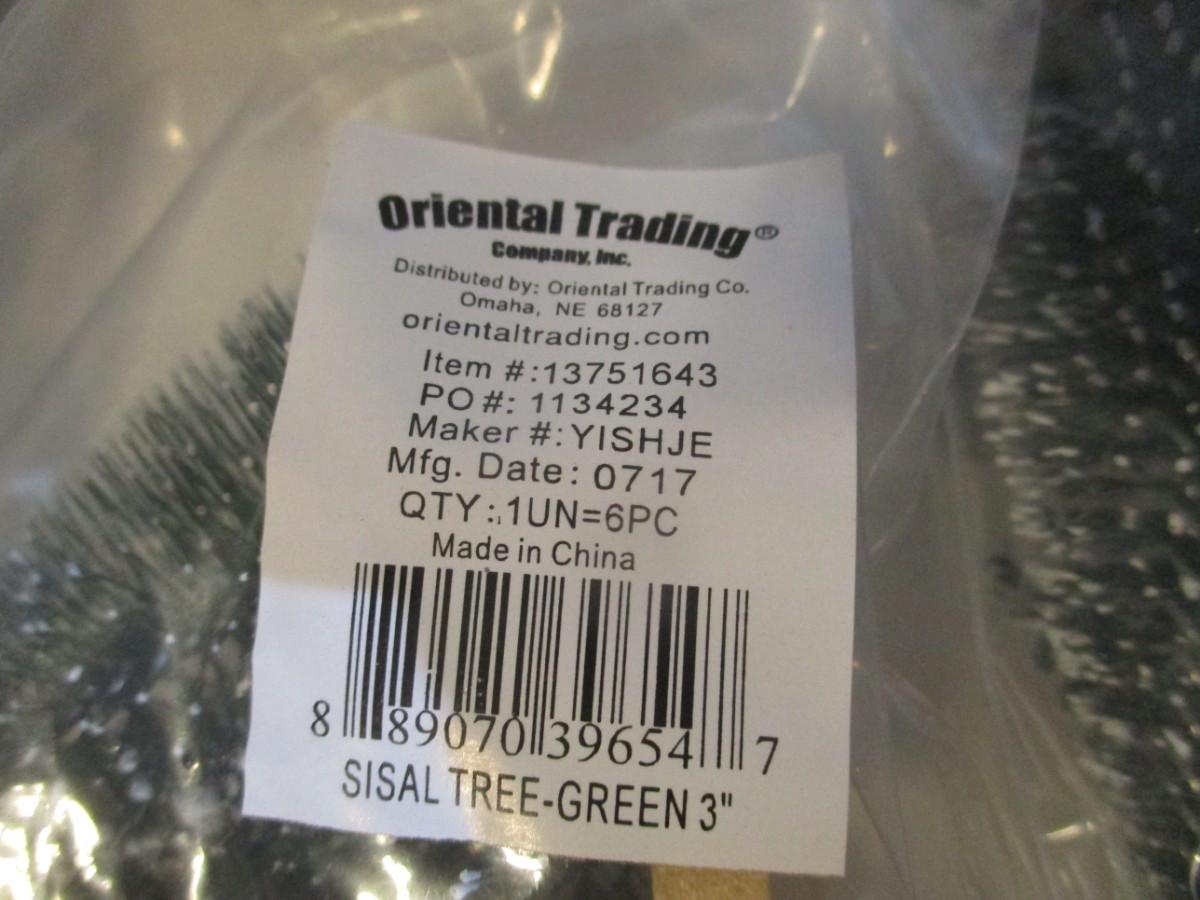 Oriental Trading®
Company, Inc.
Distributed by: Oriental Trading Co.
Omaha, NE 68127
orientaltrading.com
Item #:13751643
PO #: 1134234
Maker #: YISHJE
Mfg. Date: 0717
QTY:.1UN=6PC
Made in China
8 89070 39654 7
SISAL TREE-GREEN 3"